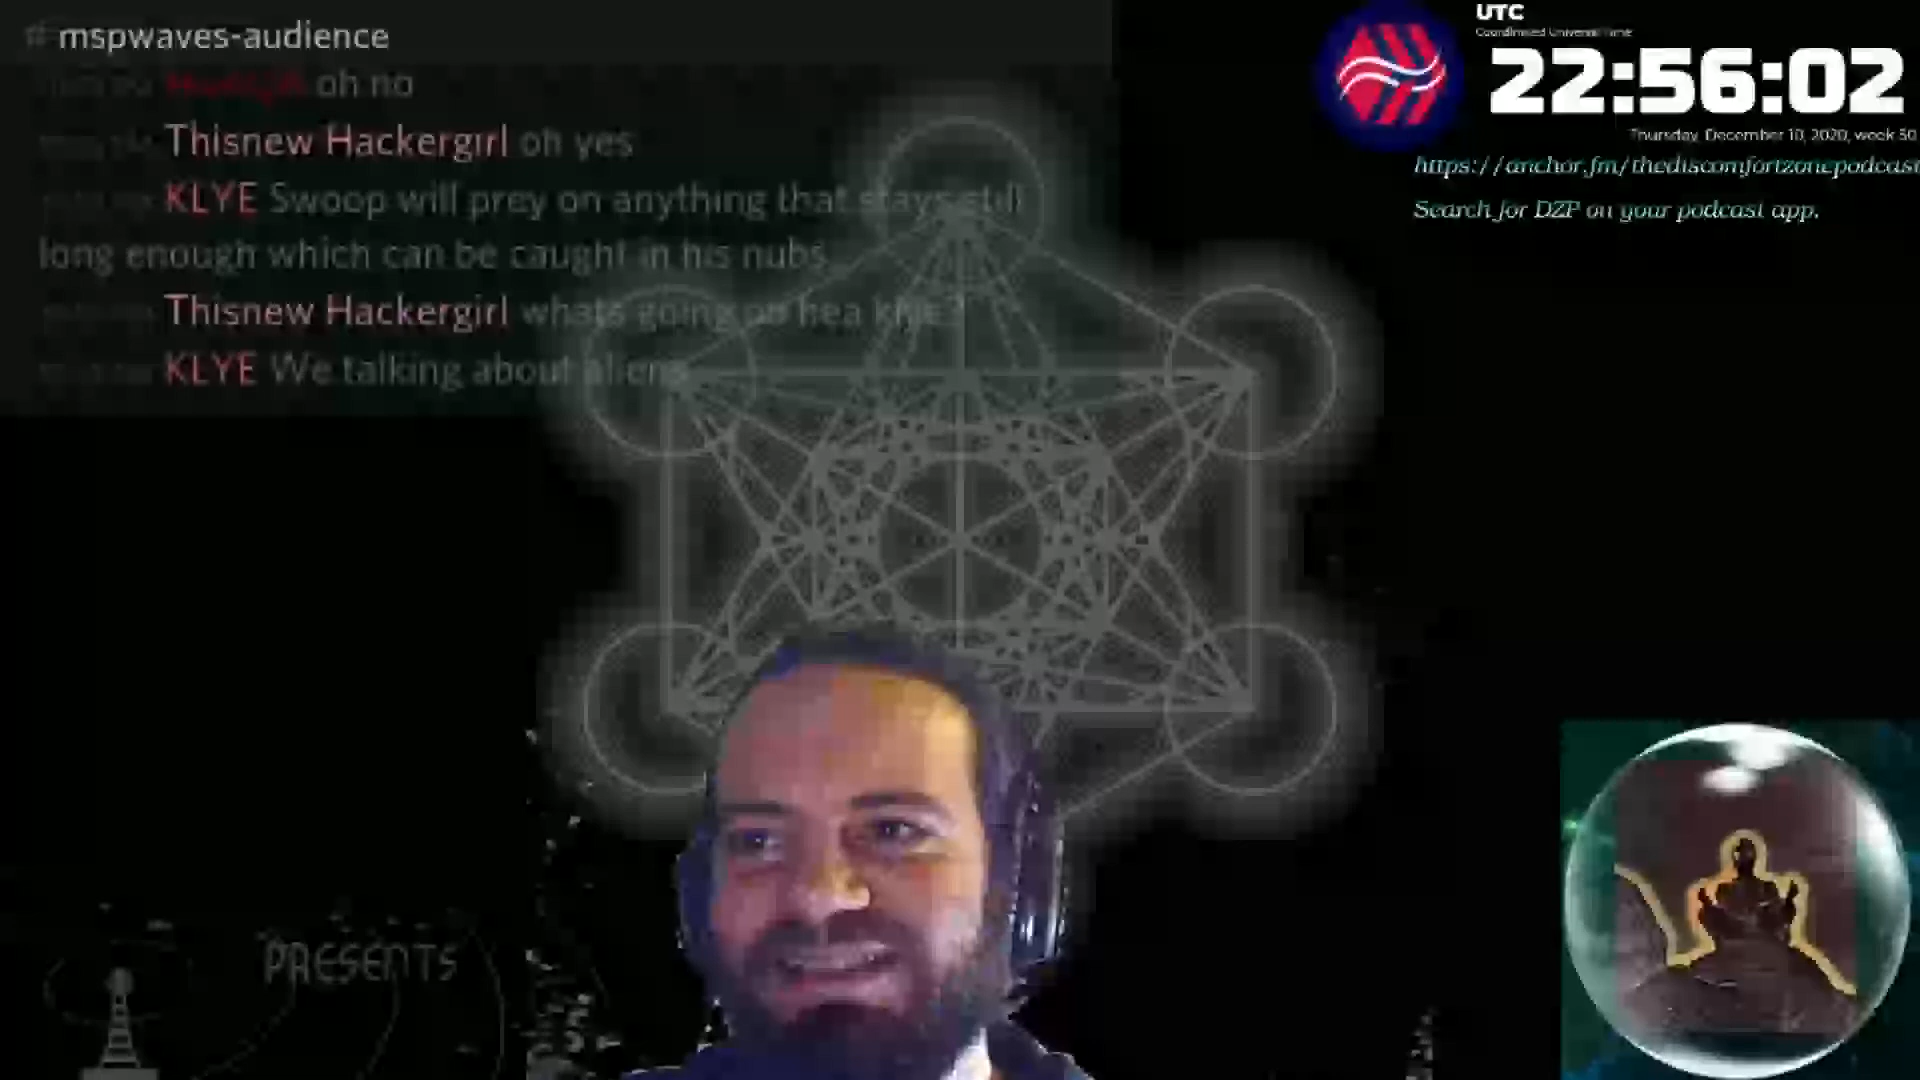 # mspwaves-audience
oh no
Thisnew Hackergirl oh yes
KLYE Swoop will prey on anything that stays still
long enough which can be caught in his nubs
Thisnew Hackergirl whats going on hea klye?
KLYE We talking about aliens
UTC
Coordinated Universal Time
22:56:02
Thursday, December 10, 2020, week 50
https://anchor.fm/thediscomfortzonepodcast
Search for DZP on your podcast app.
PRESENTS